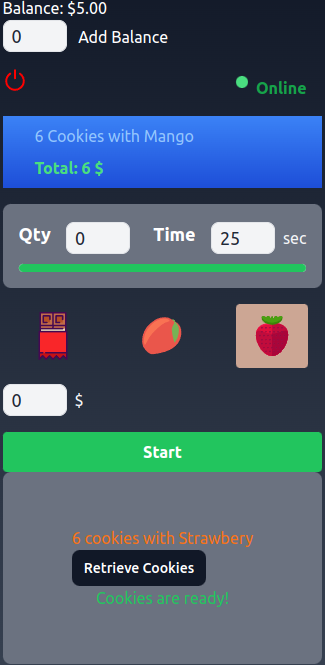 Balance: $5.00
0 Add Balance
Online
6 Cookies with Mango
Total: 6 $
Qty 0 Time 25 sec
0 $
Start
6 cookies with Strawbery
Retrieve Cookies
Cookies are ready!